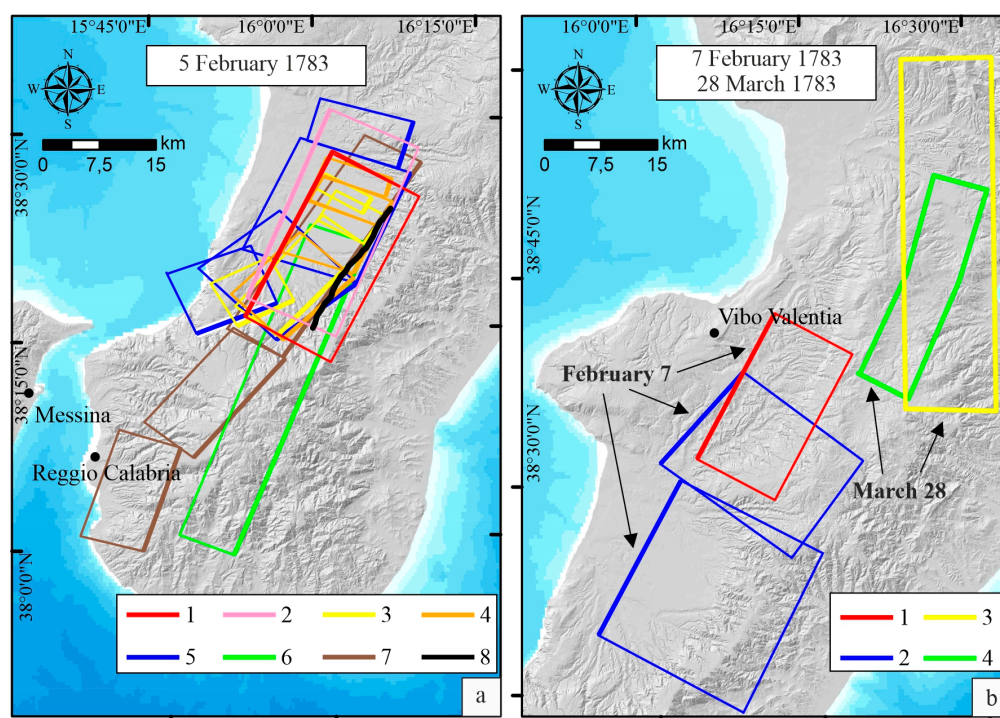 15°45'0"E 16°0'0"E 16°15'0"E
5 February 1783
N
W E
S
km
0 7,5 15
38°30'0"N
38°15'0"N
38°0'0"N
Messina
Reggio Calabria
1 2 3 4
5 6 7 8
a
16°0'0"E 16°15'0"E 16°30'0"E
7 February 1783
28 March 1783
N
W E
S
km
0 7,5 15
38°45'0"N
38°30'0"N
Vibo Valentia
February 7
March 28
1 3
2 4
b